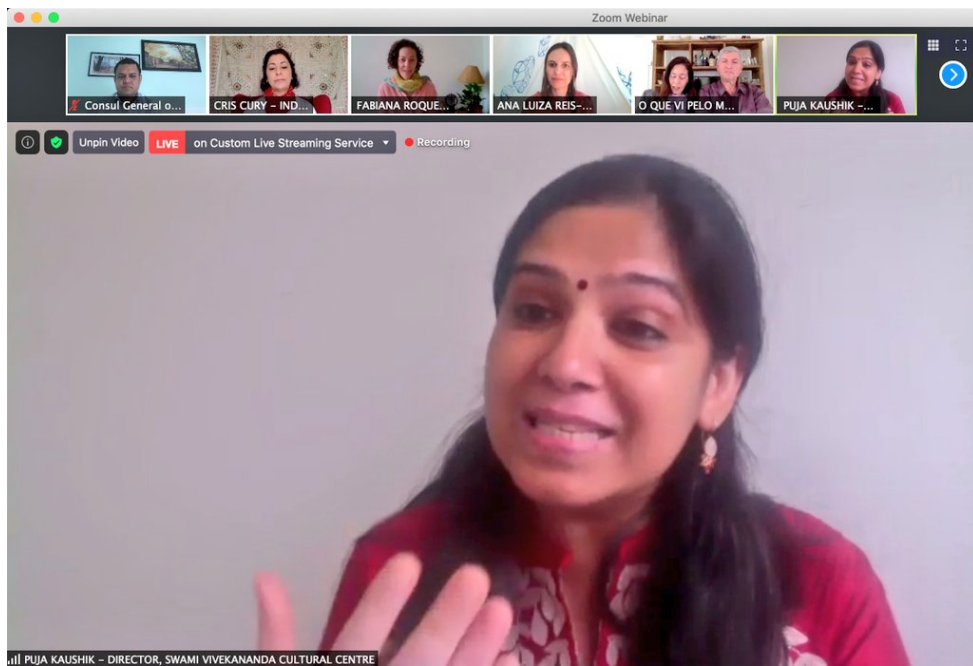 Zoom Webinar
Consul General o...
CRIS CURY – IND...
FABIANA ROQUE...
ANA LUIZA REIS–...
O QUE VI PELO M...
PUJA KAUSHIK –...
Unpin Video
LIVE on Custom Live Streaming Service
Recording
PUJA KAUSHIK – DIRECTOR, SWAMI VIVEKANANDA CULTURAL CENTRE